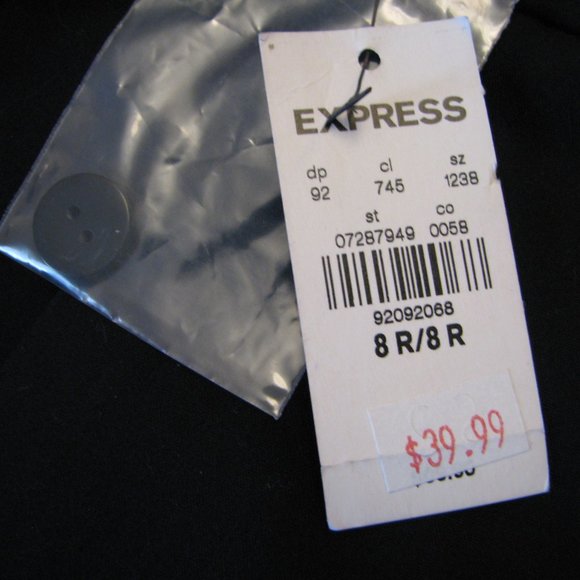 EXPRESS
dp cl sz
92 745 1238
st co
07287949 0058
92092068
8 R/8 R
$39.99